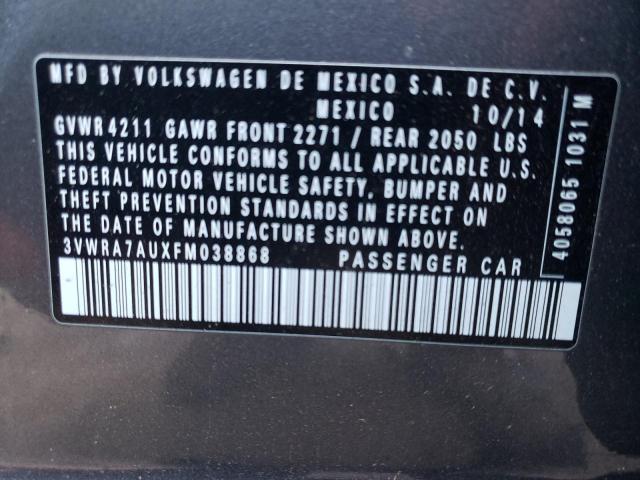 MFD BY VOLKSWAGEN DE MEXICO S.A. DE C.V.
MEXICO 10/14
GVWR 4211 GAWR FRONT 2271 / REAR 2050 LBS
THIS VEHICLE CONFORMS TO ALL APPLICABLE U.S.
FEDERAL MOTOR VEHICLE SAFETY, BUMPER AND
THEFT PREVENTION STANDARDS IN EFFECT ON
THE DATE OF MANUFACTURE SHOWN ABOVE.
3VWRA7AUXFM038868 PASSENGER CAR
4058065 1031 M